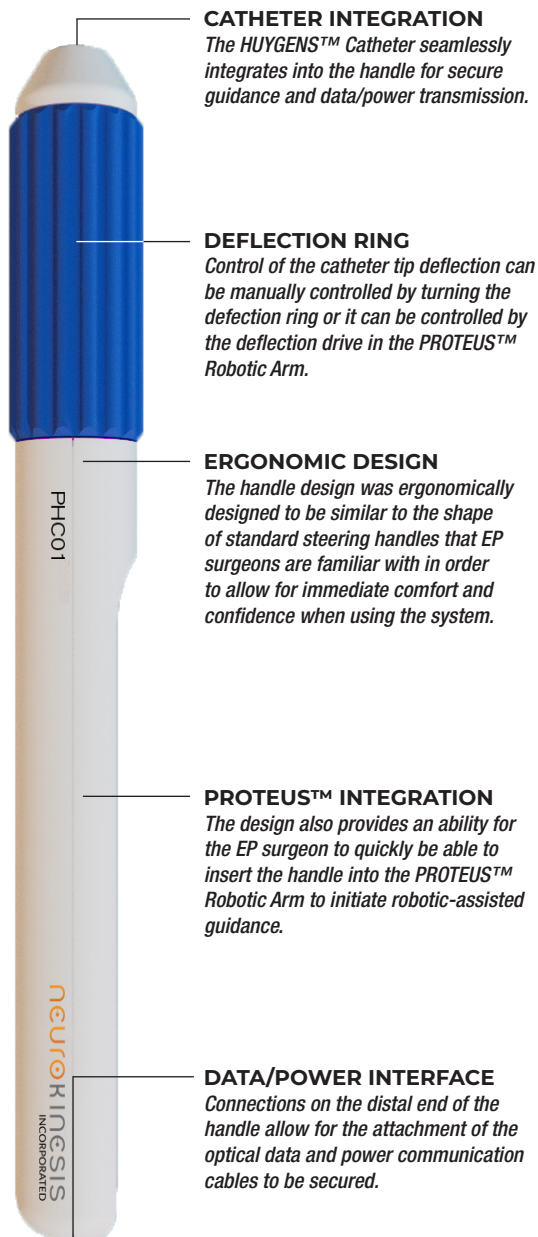 CATHETER INTEGRATION
The HUYGENS™ Catheter seamlessly
integrates into the handle for secure
guidance and data/power transmission.
DEFLECTION RING
Control of the catheter tip deflection can
be manually controlled by turning the
defection ring or it can be controlled by
the deflection drive in the PROTEUS™
Robotic Arm.
ERGONOMIC DESIGN
The handle design was ergonomically
designed to be similar to the shape
of standard steering handles that EP
surgeons are familiar with in order
to allow for immediate comfort and
confidence when using the system.
PHC01
PROTEUS™ INTEGRATION
The design also provides an ability for
the EP surgeon to quickly be able to
insert the handle into the PROTEUS™
Robotic Arm to initiate robotic-assisted
guidance.
neurokinesis
INCORPORATED
DATA/POWER INTERFACE
Connections on the distal end of the
handle allow for the attachment of the
optical data and power communication
cables to be secured.